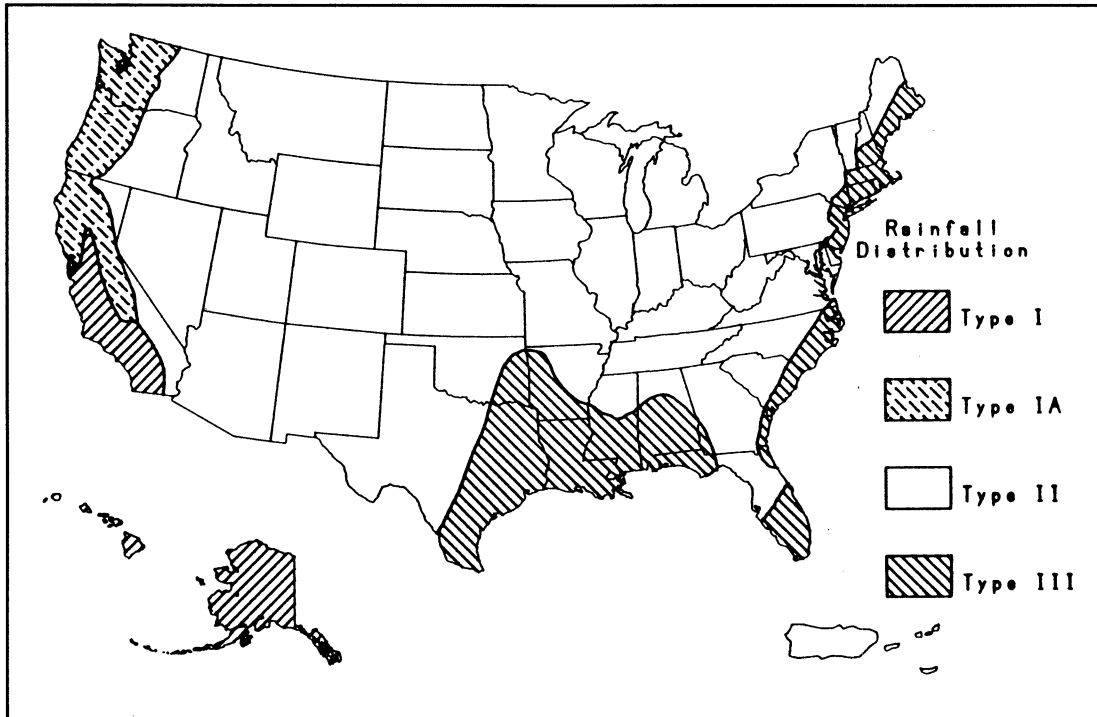 Rainfall
Distribution
Type I
Type IA
Type II
Type III